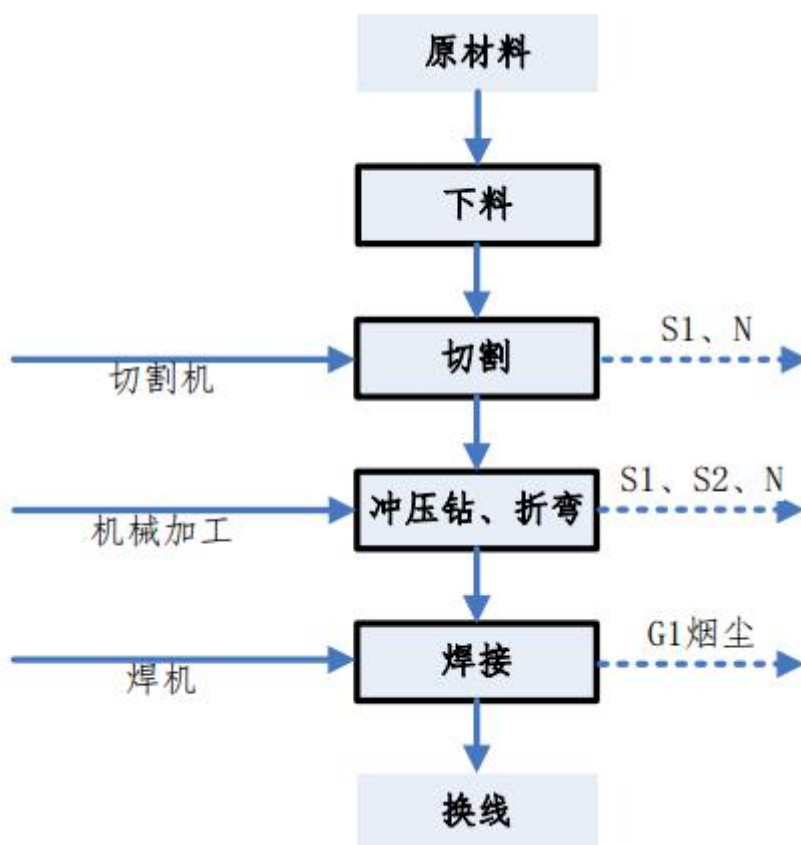 原材料
下料
S1、N
切割
切割机
S1、S2、N
冲压钻、折弯
机械加工
G1烟尘
焊接
焊机
换线